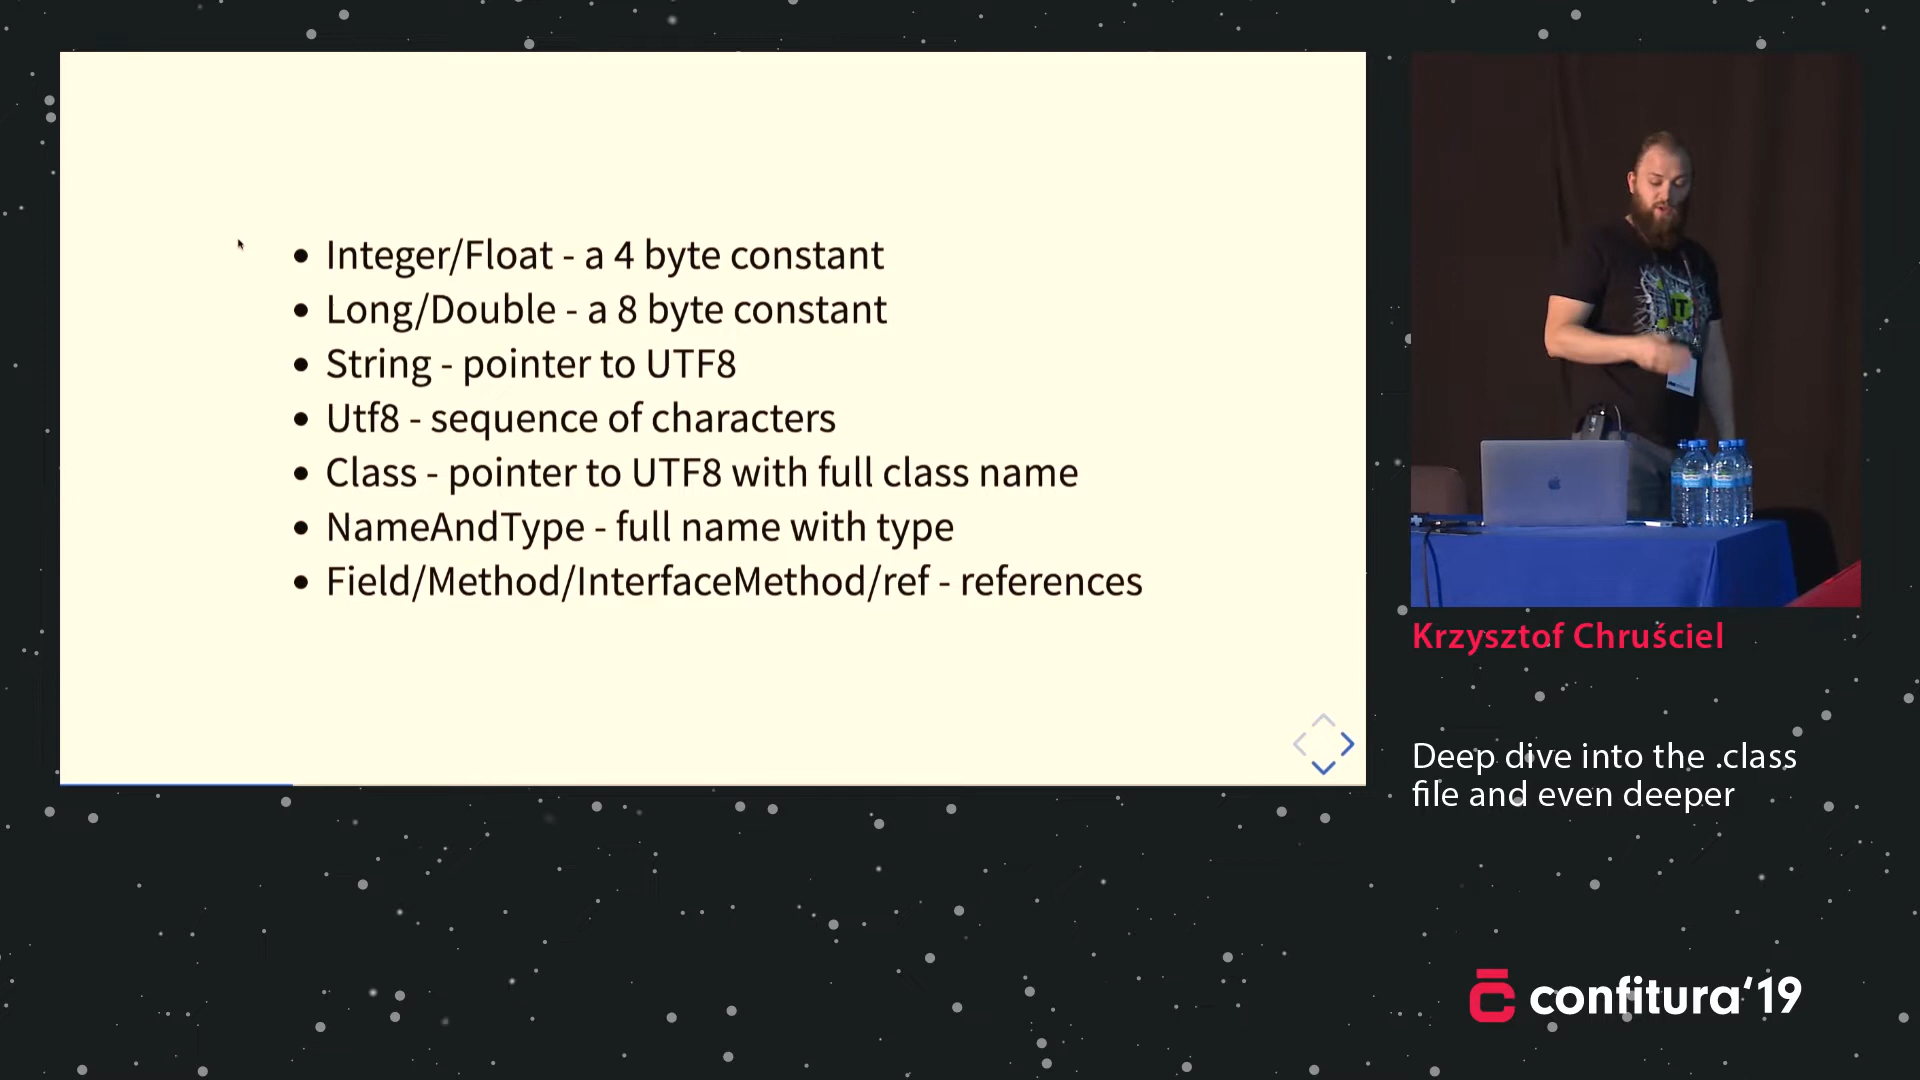 Integer/Float - a 4 byte constant
Long/Double - a 8 byte constant
String - pointer to UTF8
Utf8 - sequence of characters
Class - pointer to UTF8 with full class name
NameAndType - full name with type
Field/Method/InterfaceMethod/ref - references
IT
Krzysztof Chruściel
Deep dive into the .class
file and even deeper
confitura‘19